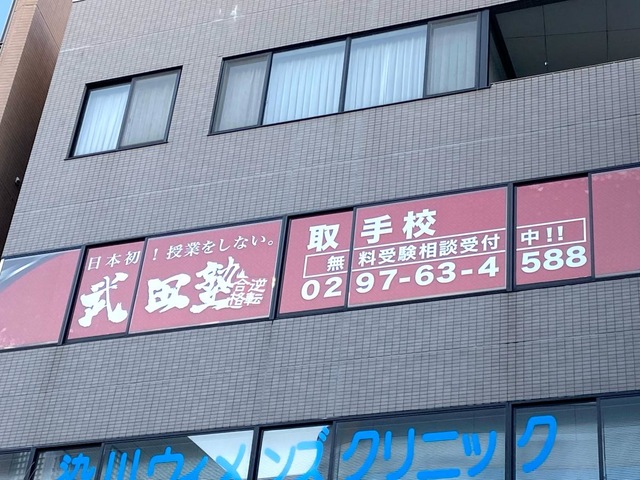 日本初！授業をしない。
武田塾
逆転
合格
取手校
無料受験相談受付中!!
0297-63-4588
染川ウィメンズクリニック